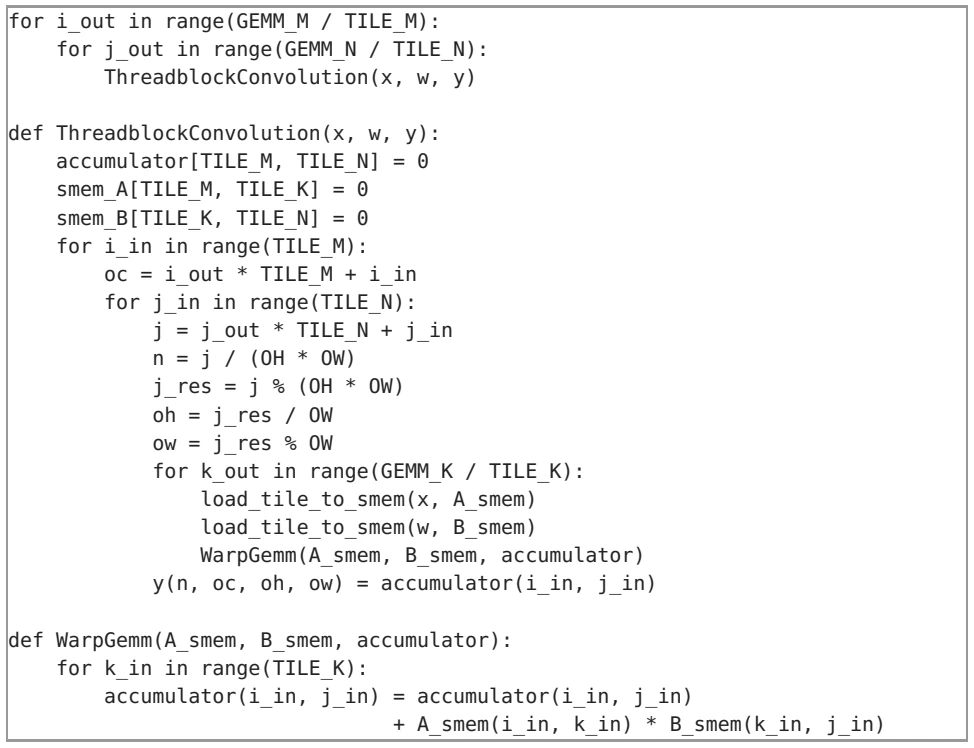 for i_out in range(GEMM_M / TILE_M):
    for j_out in range(GEMM_N / TILE_N):
        ThreadblockConvolution(x, w, y)

def ThreadblockConvolution(x, w, y):
    accumulator[TILE_M, TILE_N] = 0
    smem_A[TILE_M, TILE_K] = 0
    smem_B[TILE_K, TILE_N] = 0
    for i_in in range(TILE_M):
        oc = i_out * TILE_M + i_in
        for j_in in range(TILE_N):
            j = j_out * TILE_N + j_in
            n = j / (OH * OW)
            j_res = j % (OH * OW)
            oh = j_res / OW
            ow = j_res % OW
            for k_out in range(GEMM_K / TILE_K):
                load_tile_to_smem(x, A_smem)
                load_tile_to_smem(w, B_smem)
                WarpGemm(A_smem, B_smem, accumulator)
            y(n, oc, oh, ow) = accumulator(i_in, j_in)

def WarpGemm(A_smem, B_smem, accumulator):
    for k_in in range(TILE_K):
        accumulator(i_in, j_in) = accumulator(i_in, j_in)
                                + A_smem(i_in, k_in) * B_smem(k_in, j_in)